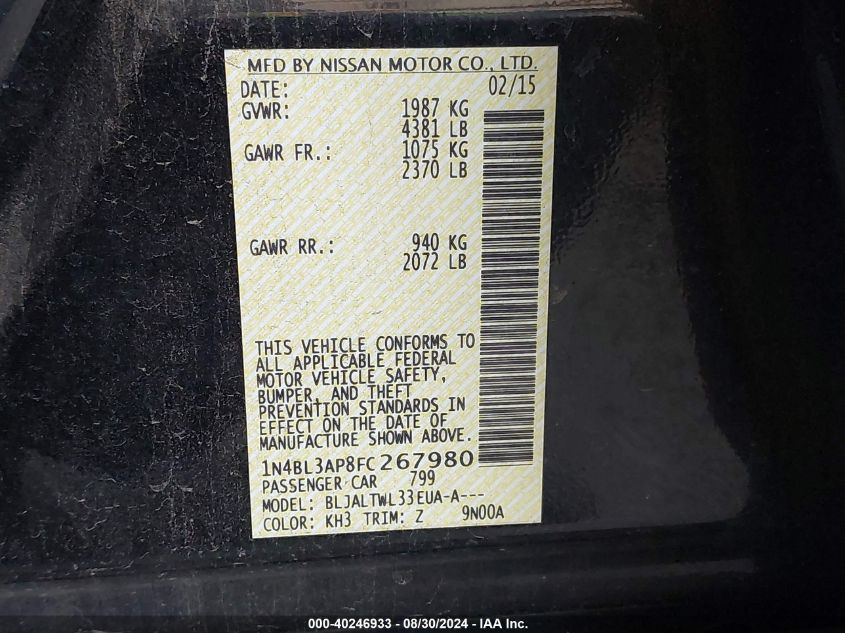 MFD BY NISSAN MOTOR CO., LTD.
DATE: 02/15
GVWR: 1987 KG
4381 LB
GAWR FR.: 1075 KG
2370 LB
GAWR RR.: 940 KG
2072 LB
THIS VEHICLE CONFORMS TO
ALL APPLICABLE FEDERAL
MOTOR VEHICLE SAFETY,
BUMPER, AND THEFT
PREVENTION STANDARDS IN
EFFECT ON THE DATE OF
MANUFACTURE SHOWN ABOVE.
1N4BL3AP8FC267980
PASSENGER CAR 799
MODEL: BLJALTWL33EUA-A---
COLOR: KH3 TRIM: Z 9N00A
000-40246933 - 08/30/2024 - IAA Inc.